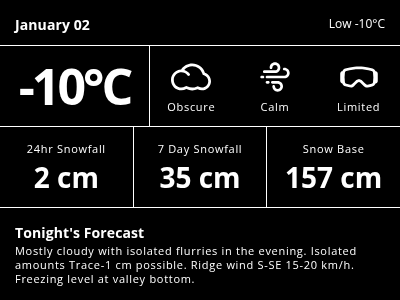 January 02
Low -10°C
-10°C
Obscure
Calm
Limited
24hr Snowfall
7 Day Snowfall
Snow Base
2 cm
35 cm
157 cm
Tonight's Forecast
Mostly cloudy with isolated flurries in the evening. Isolated
amounts Trace-1 cm possible. Ridge wind S-SE 15-20 km/h.
Freezing level at valley bottom.